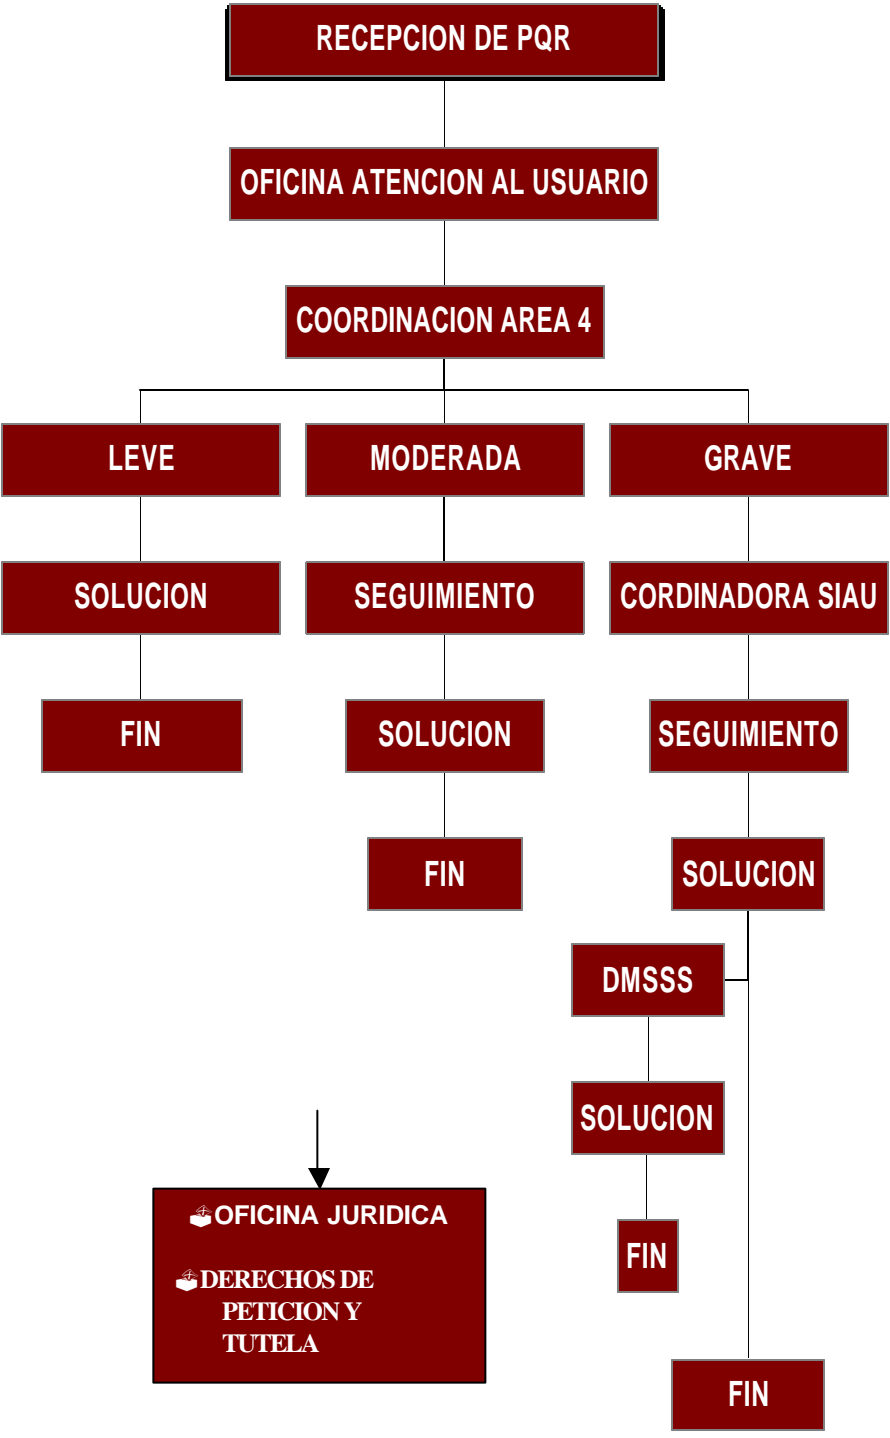 RECEPCION DE PQR
OFICINA ATENCION AL USUARIO
COORDINACION AREA 4
LEVE
MODERADA
GRAVE
SOLUCION
SEGUIMIENTO
CORDINADORA SIAU
FIN
SOLUCION
SEGUIMIENTO
FIN
SOLUCION
DMSSS
SOLUCION
OFICINA JURIDICA
DERECHOS DE
PETICION Y
TUTELA
FIN
FIN